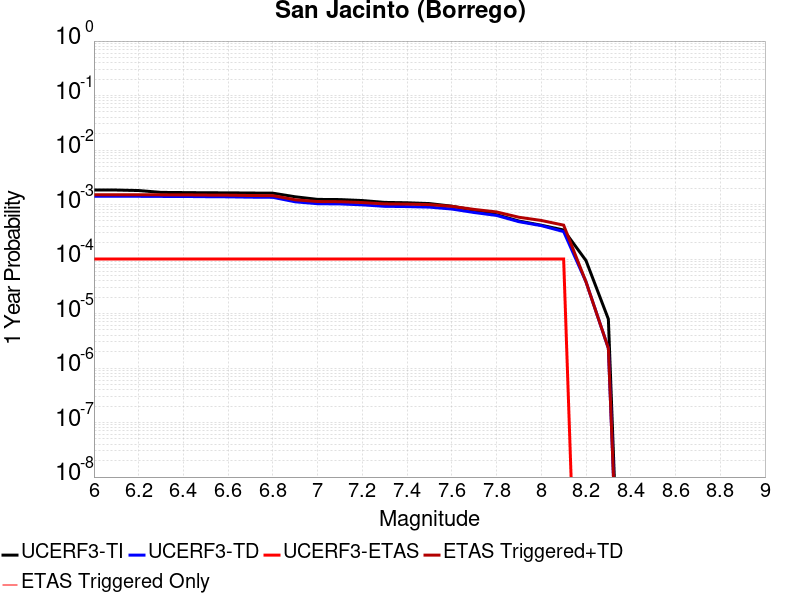 San Jacinto (Borrego)
10^0
10^-1
10^-2
10^-3
10^-4
10^-5
10^-6
10^-7
10^-8
1 Year Probability
6 6.2 6.4 6.6 6.8 7 7.2 7.4 7.6 7.8 8 8.2 8.4 8.6 8.8 9
Magnitude
UCERF3-TI UCERF3-TD UCERF3-ETAS ETAS Triggered+TD
ETAS Triggered Only